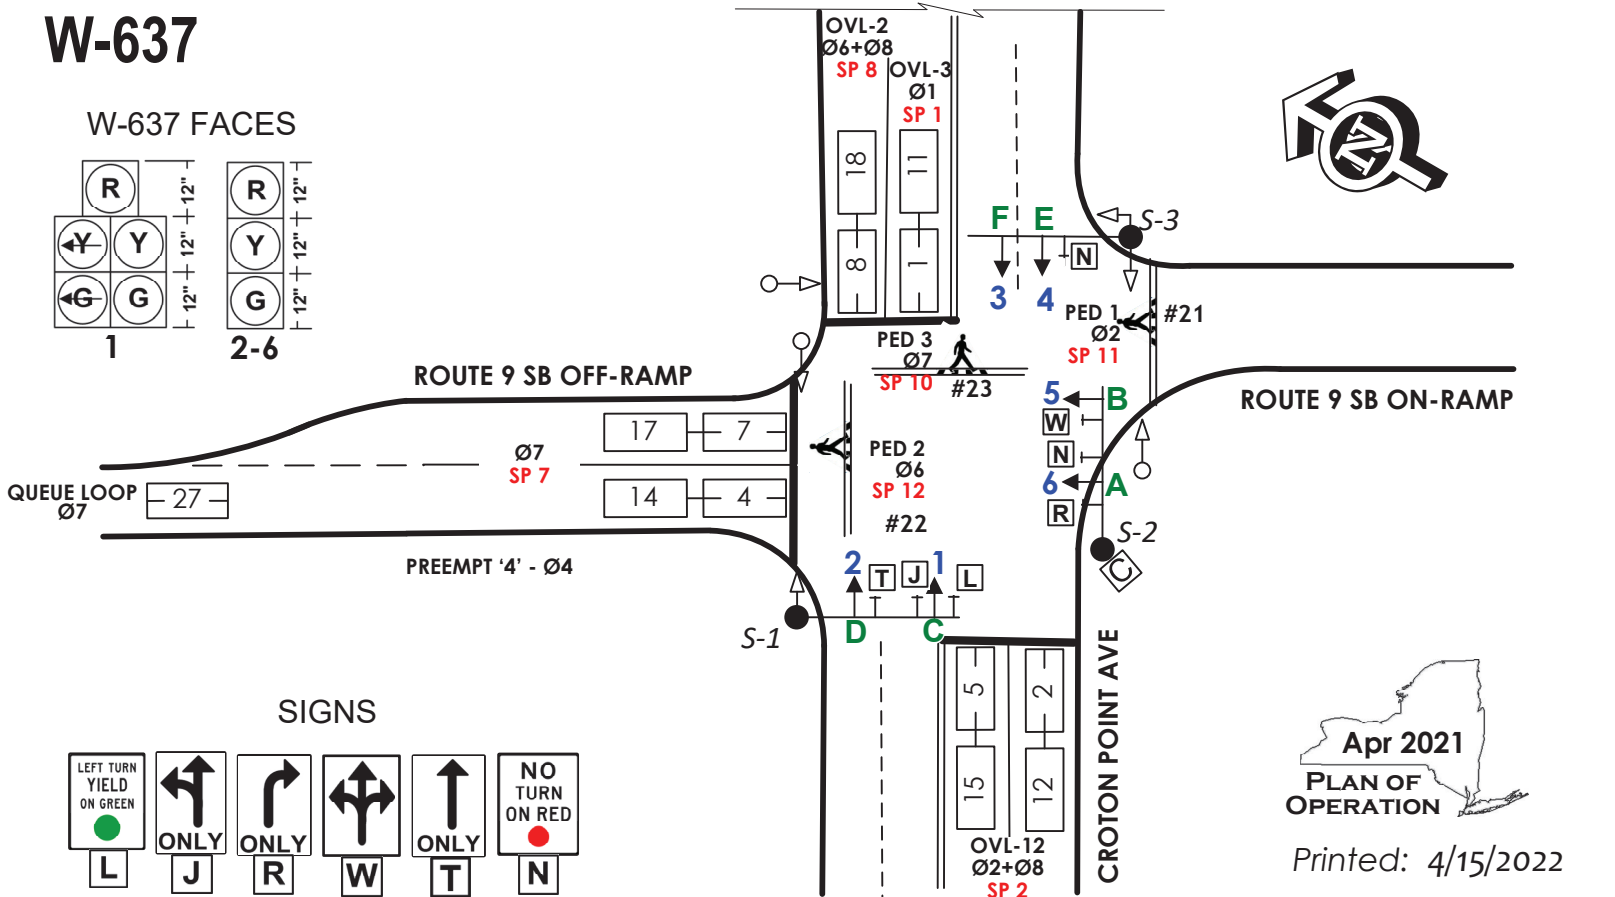 W-637
W-637 FACES
R
Y
Y
G
G
12"
12"
12"
1
R
Y
G
12"
12"
12"
2-6
OVL-2
Ø6+Ø8
SP 8
OVL-3
Ø1
SP 1
18
11
8
1
N
F
E
S-3
N
3
4
PED 1
Ø2
SP 11
#21
PED 3
Ø7
SP 10
#23
ROUTE 9 SB OFF-RAMP
ROUTE 9 SB ON-RAMP
5
B
W
N
6
A
R
S-2
C
17
7
Ø7
SP 7
14
4
QUEUE LOOP
Ø7
27
PED 2
Ø6
SP 12
#22
PREEMPT '4' - Ø4
2
T
J
1
L
S-1
D
C
5
2
15
12
OVL-12
Ø2+Ø8
SP 2
CROTON POINT AVE
SIGNS
LEFT TURN
YIELD
ON GREEN
L
ONLY
J
ONLY
R
W
ONLY
T
NO
TURN
ON RED
N
Apr 2021
PLAN OF
OPERATION
Printed: 4/15/2022